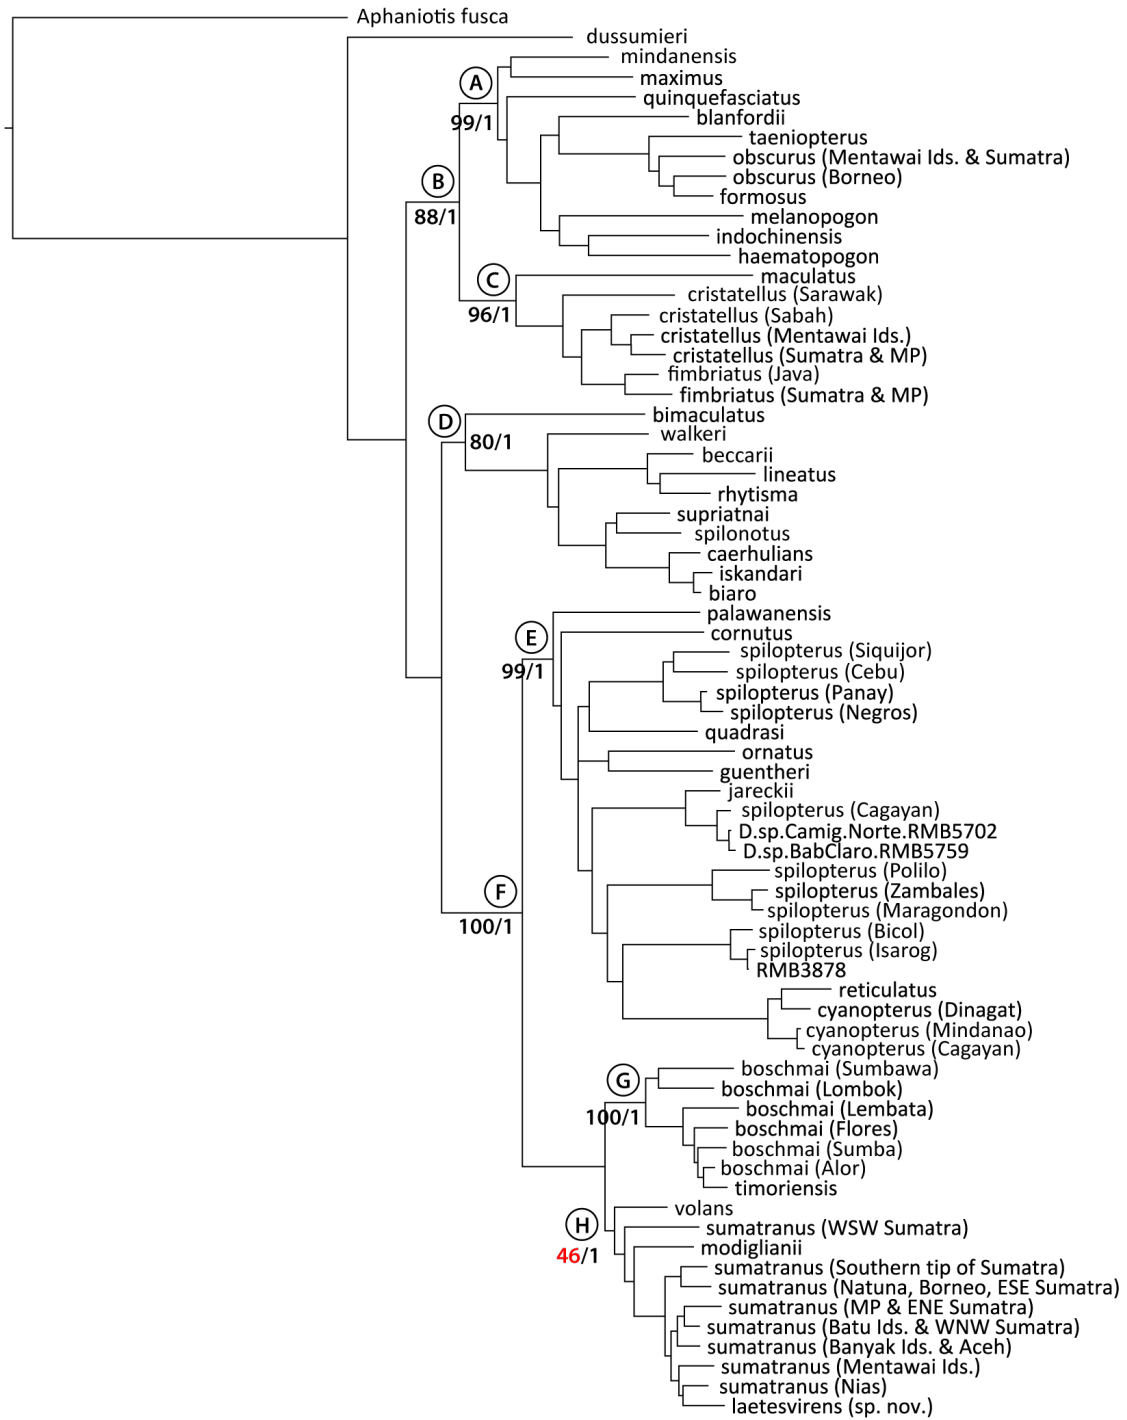 Aphaniotis fusca
dussumieri
mindanensis
maximus
A
quinquefasciatus
99/1
blanfordii
taeniopterus
obscurus (Mentawai Ids. & Sumatra)
obscurus (Borneo)
B
formosus
88/1
melanopogon
indochinensis
haematopogon
C
maculatus
cristatellus (Sarawak)
96/1
cristatellus (Sabah)
cristatellus (Mentawai Ids.)
cristatellus (Sumatra & MP)
fimbriatus (Java)
fimbriatus (Sumatra & MP)
D
bimaculatus
80/1
walkeri
beccarii
lineatus
rhytisma
supriatnai
spilonotus
caerhulians
iskandari
biaro
palawanensis
E
cornutus
spilopterus (Siquijor)
99/1
spilopterus (Cebu)
spilopterus (Panay)
spilopterus (Negros)
quadrasi
ornatus
guentheri
jareckii
spilopterus (Cagayan)
D.sp.Camig.Norte.RMB5702
D.sp.BabClaro.RMB5759
spilopterus (Polilo)
F
spilopterus (Zambales)
spilopterus (Maragondon)
100/1
spilopterus (Bicol)
spilopterus (Isarog)
RMB3878
reticulatus
cyanopterus (Dinagat)
cyanopterus (Mindanao)
cyanopterus (Cagayan)
boschmai (Sumbawa)
G
boschmai (Lombok)
100/1
boschmai (Lembata)
boschmai (Flores)
boschmai (Sumba)
boschmai (Alor)
timoriensis
volans
H
sumatranus (WSW Sumatra)
46/1
modiglianii
sumatranus (Southern tip of Sumatra)
sumatranus (Natuna, Borneo, ESE Sumatra)
sumatranus (MP & ENE Sumatra)
sumatranus (Batu Ids. & WNW Sumatra)
sumatranus (Banyak Ids. & Aceh)
sumatranus (Mentawai Ids.)
sumatranus (Nias)
laetesvirens (sp. nov.)